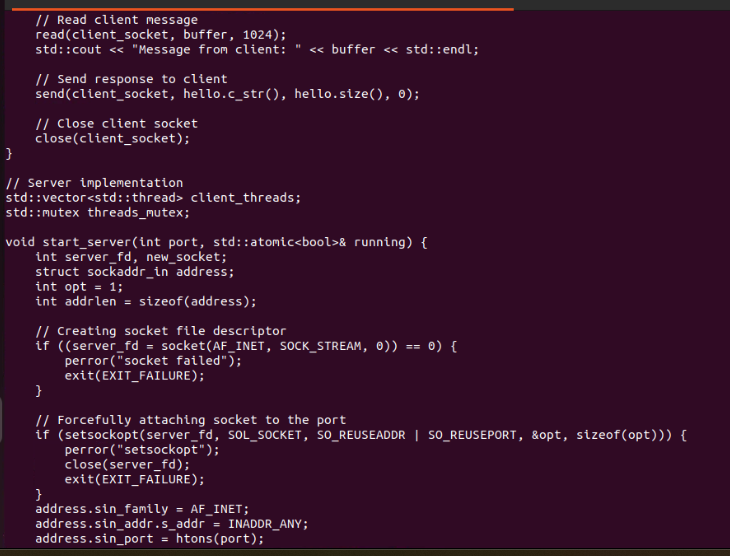 // Read client message
    read(client_socket, buffer, 1024);
    std::cout << "Message from client: " << buffer << std::endl;

    // Send response to client
    send(client_socket, hello.c_str(), hello.size(), 0);

    // Close client socket
    close(client_socket);
}

// Server implementation
std::vector<std::thread> client_threads;
std::mutex threads_mutex;

void start_server(int port, std::atomic<bool>& running) {
    int server_fd, new_socket;
    struct sockaddr_in address;
    int opt = 1;
    int addrlen = sizeof(address);

    // Creating socket file descriptor
    if ((server_fd = socket(AF_INET, SOCK_STREAM, 0)) == 0) {
        perror("socket failed");
        exit(EXIT_FAILURE);
    }

    // Forcefully attaching socket to the port
    if (setsockopt(server_fd, SOL_SOCKET, SO_REUSEADDR | SO_REUSEPORT, &opt, sizeof(opt))) {
        perror("setsockopt");
        close(server_fd);
        exit(EXIT_FAILURE);
    }
    address.sin_family = AF_INET;
    address.sin_addr.s_addr = INADDR_ANY;
    address.sin_port = htons(port);